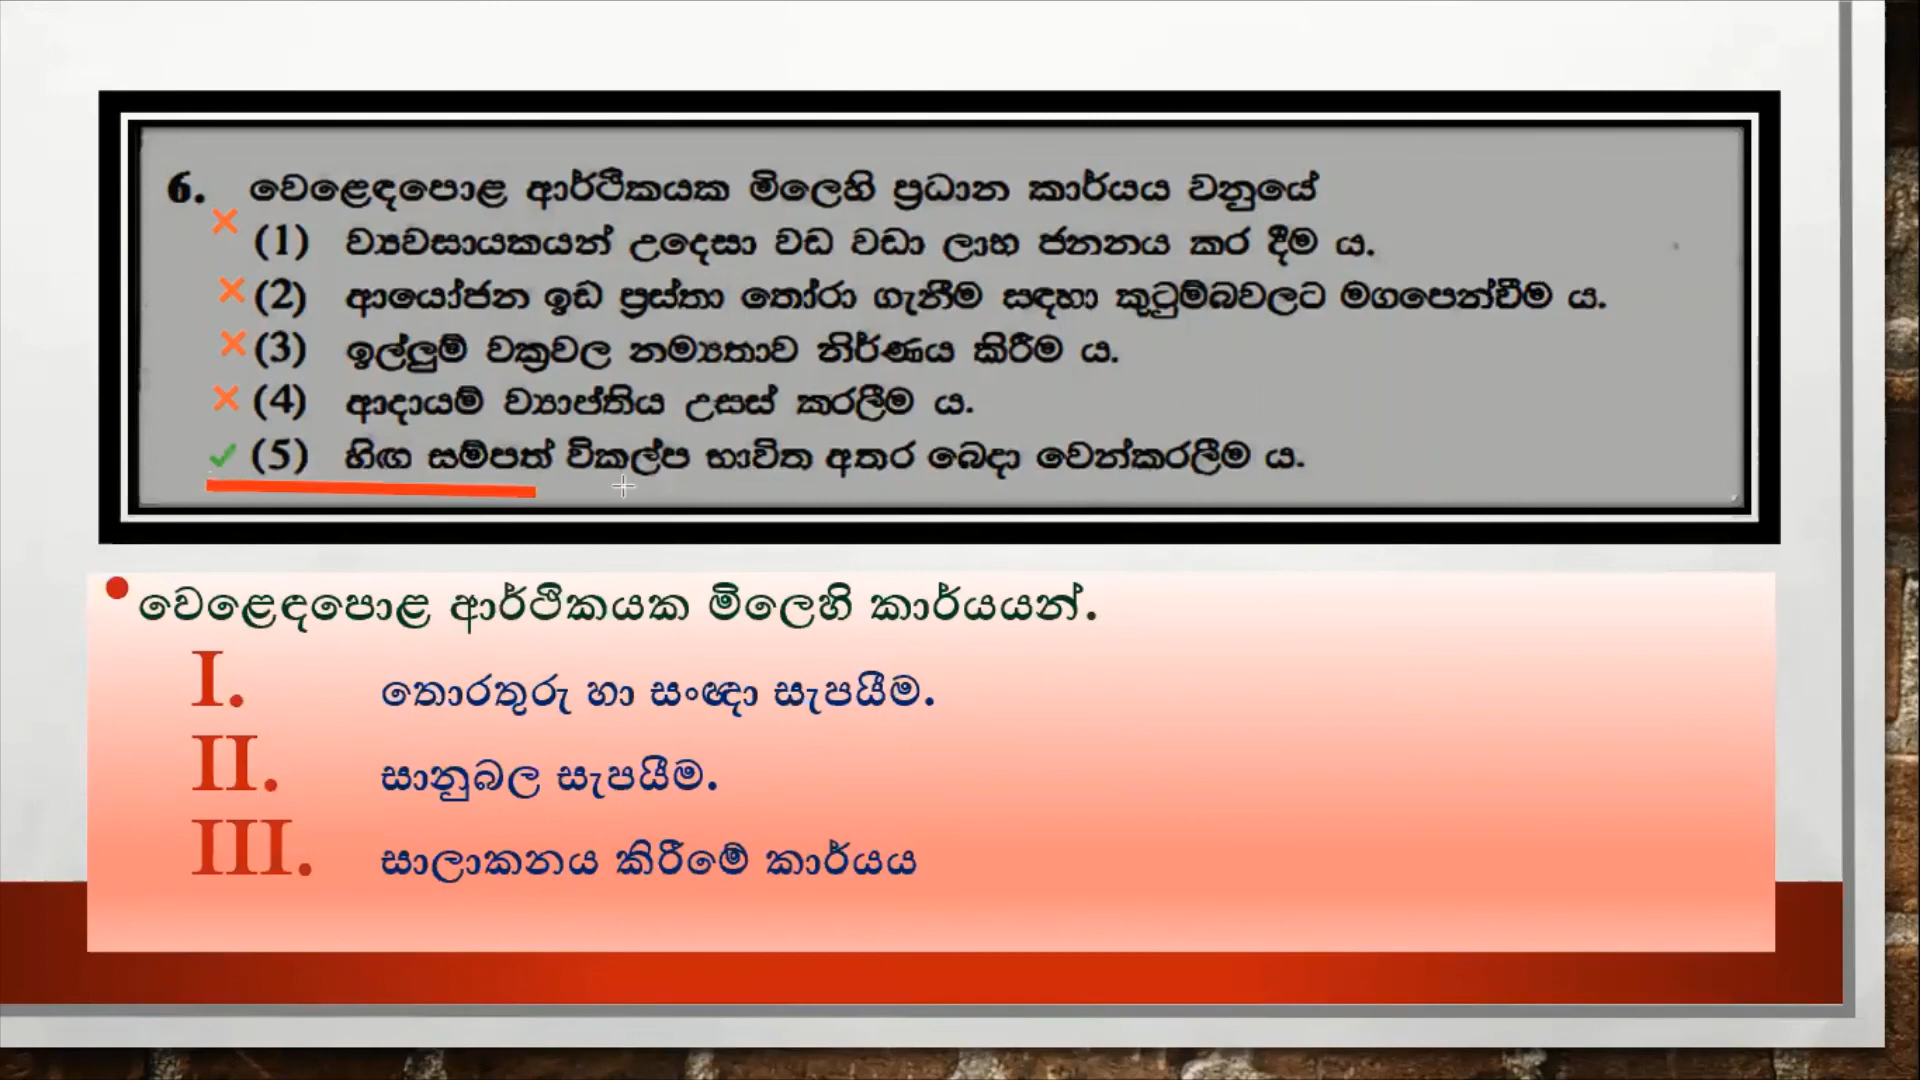 6. වෙළෙඳපොළ ආර්ථිකයක මිලෙහි ප්‍රධාන කාර්යය වනුයේ
(1) ව්‍යවසායකයන් උදෙසා වඩ වඩා ලාභ ජනනය කර දීම ය.
(2) ආයෝජන ඉඩ ප්‍රස්තා තෝරා ගැනීම සඳහා කුටුම්බවලට මගපෙන්වීම ය.
(3) ඉල්ලුම් වක්‍රවල නම්‍යතාව නිර්ණය කිරීම ය.
(4) ආදායම් ව්‍යාප්තිය උසස් කරලීම ය.
(5) හිඟ සම්පත් විකල්ප භාවිත අතර බෙදා වෙන්කරලීම ය.
•වෙළෙඳපොළ ආර්ථිකයක මිලෙහි කාර්යයන්.
I. තොරතුරු හා සංඥා සැපයීම.
II. සානුබල සැපයීම.
III. සාලාකනය කිරීමේ කාර්යය